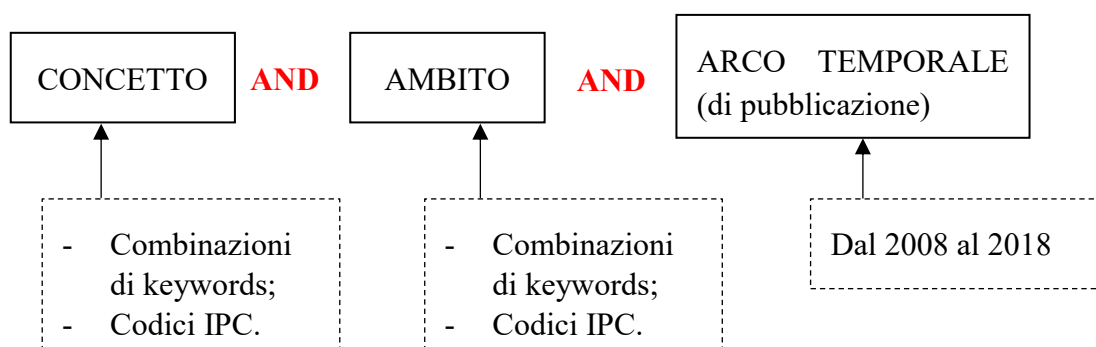 CONCETTO AND AMBITO AND ARCO TEMPORALE
(di pubblicazione)
- Combinazioni
di keywords;
- Codici IPC.
- Combinazioni
di keywords;
- Codici IPC.
Dal 2008 al 2018